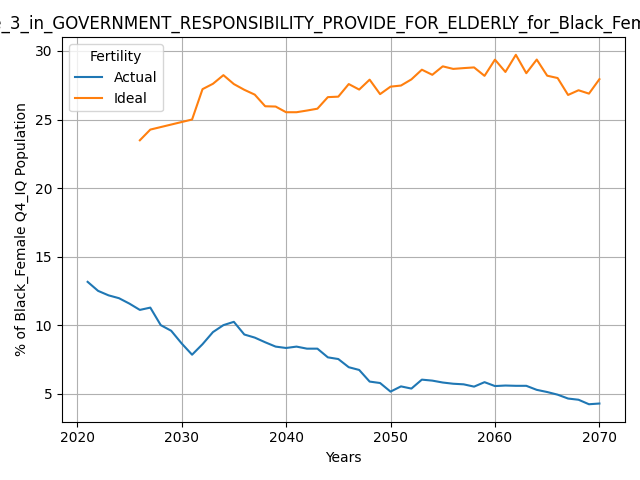 _3_in_GOVERNMENT_RESPONSIBILITY_PROVIDE_FOR_ELDERLY_for_Black_Fem
Fertility
Actual
Ideal
% of Black_Female Q4_IQ Population
30
25
20
15
10
5
2020 2030 2040 2050 2060 2070
Years